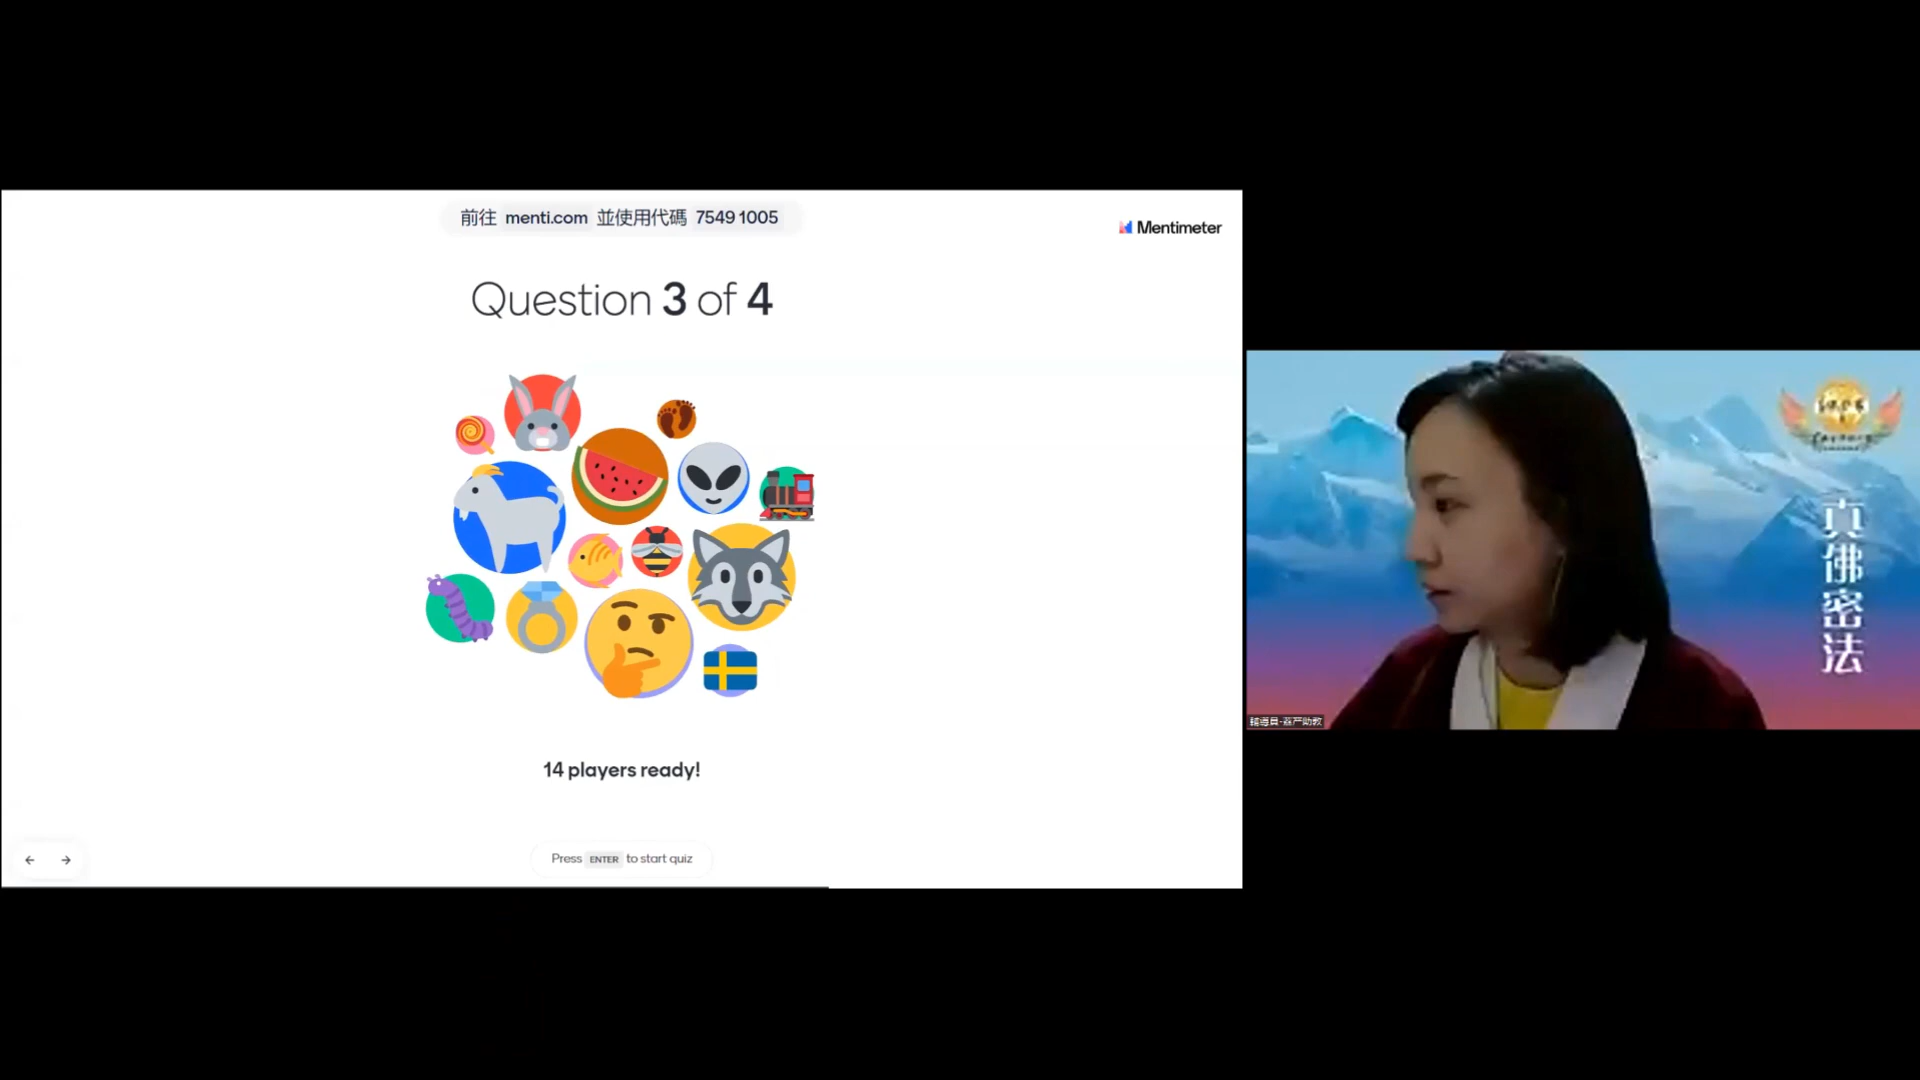 前往 menti.com 並使用代碼 7549 1005
Mentimeter
Question 3 of 4
14 players ready!
Press ENTER to start quiz
真佛密法